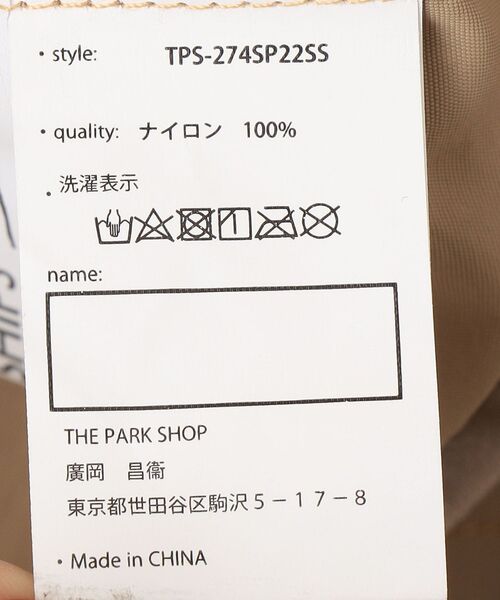 • style: TPS-274SP22SS
• quality: ナイロン 100%
• 洗濯表示
name:
THE PARK SHOP
廣岡 昌衞
東京都世田谷区駒沢５－１７－８
• Made in CHINA